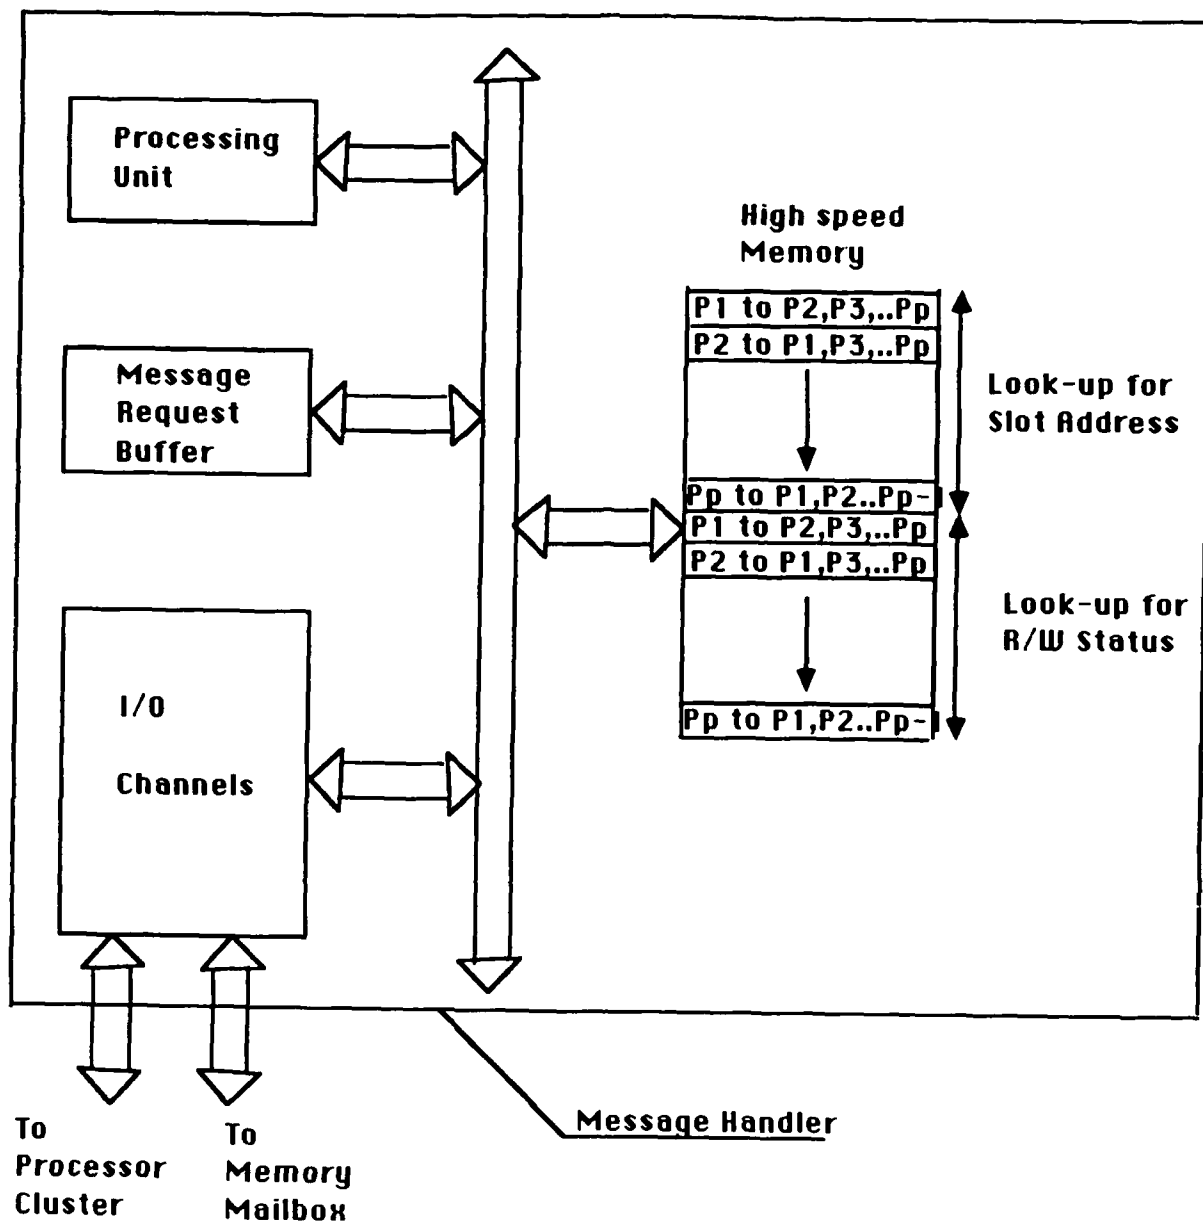 Processing
Unit
Message
Request
Buffer
I/O
Channels
High speed
Memory
P1 to P2,P3,..Pp
P2 to P1,P3,..Pp
Pp to P1,P2..Pp-
P1 to P2,P3,..Pp
P2 to P1,P3,..Pp
Pp to P1,P2..Pp-
Look-up for
Slot Address
Look-up for
R/W Status
To
Processor
Cluster
To
Memory
Mailbox
Message Handler